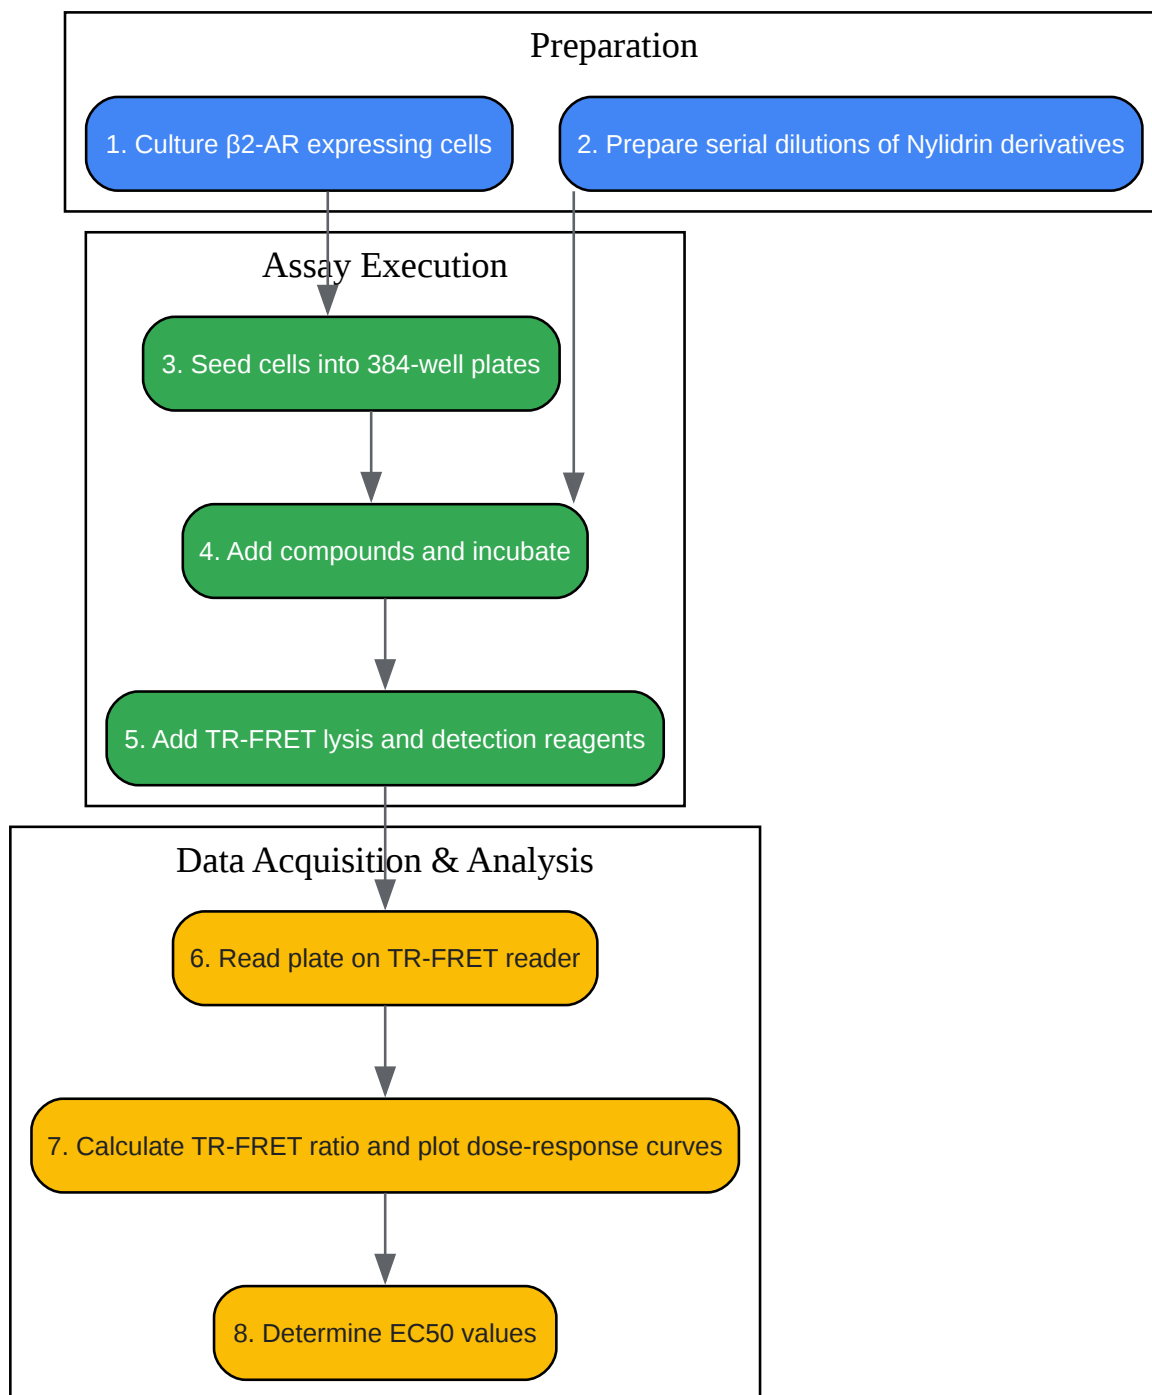 Preparation
1. Culture β2-AR expressing cells
2. Prepare serial dilutions of Nylidrin derivatives
Assay Execution
3. Seed cells into 384-well plates
4. Add compounds and incubate
5. Add TR-FRET lysis and detection reagents
Data Acquisition & Analysis
6. Read plate on TR-FRET reader
7. Calculate TR-FRET ratio and plot dose-response curves
8. Determine EC50 values